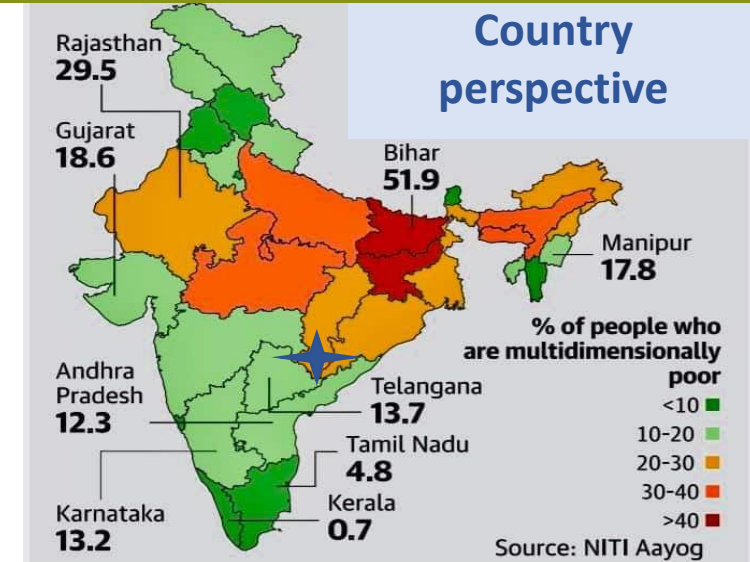 Country
perspective
Rajasthan
29.5
Gujarat
18.6
Bihar
51.9
Manipur
17.8
% of people who
are multidimensionally
poor
<10
10-20
20-30
30-40
>40
Andhra
Pradesh
12.3
Telangana
13.7
Tamil Nadu
4.8
Kerala
0.7
Karnataka
13.2
Source: NITI Aayog